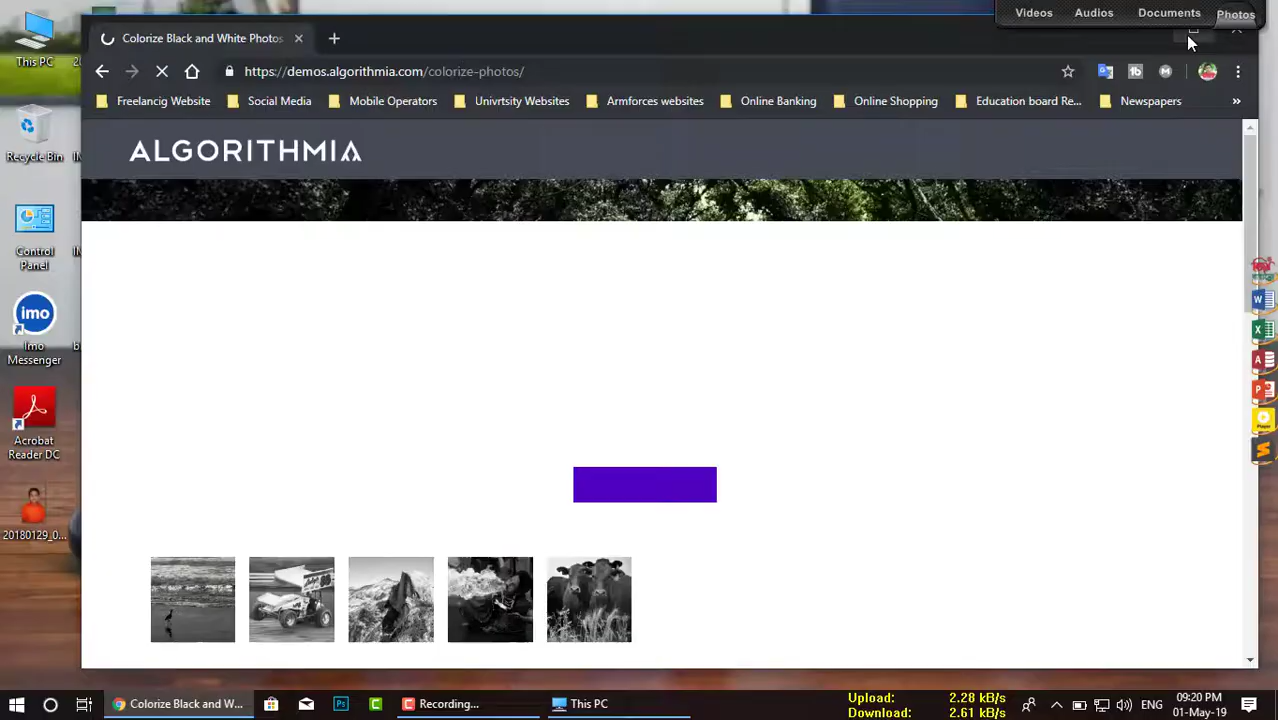 Videos Audios Documents Photos
Colorize Black and White Photos
https://demos.algorithmia.com/colorize-photos/
Freelancig Website Social Media Mobile Operators Univrtsity Websites Armforces websites Online Banking Online Shopping Education board Re... Newspapers »
ALGORITHMIA
This PC
Recycle Bin
Control
Panel
imo
Imo
Messenger
Acrobat
Reader DC
20180129_0...
Colorize Black and W...
Ps
Recording...
This PC
Upload: 2.28 kB/s
Download: 2.61 kB/s
ENG
09:20 PM
01-May-19